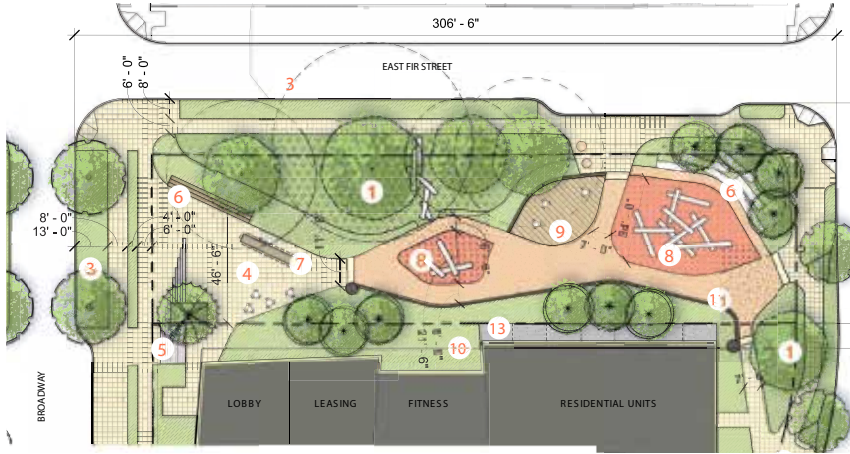 306' - 6"
EAST FIR STREET
6' - 0"
8' - 0"
3
1
6
6
4' - 0"
6' - 0"
8' - 0"
13' - 0"
9
7' - 0"
8
8
7
46' - 6"
4
3
11
13
10
5
1
LOBBY
LEASING
FITNESS
RESIDENTIAL UNITS
BROADWAY